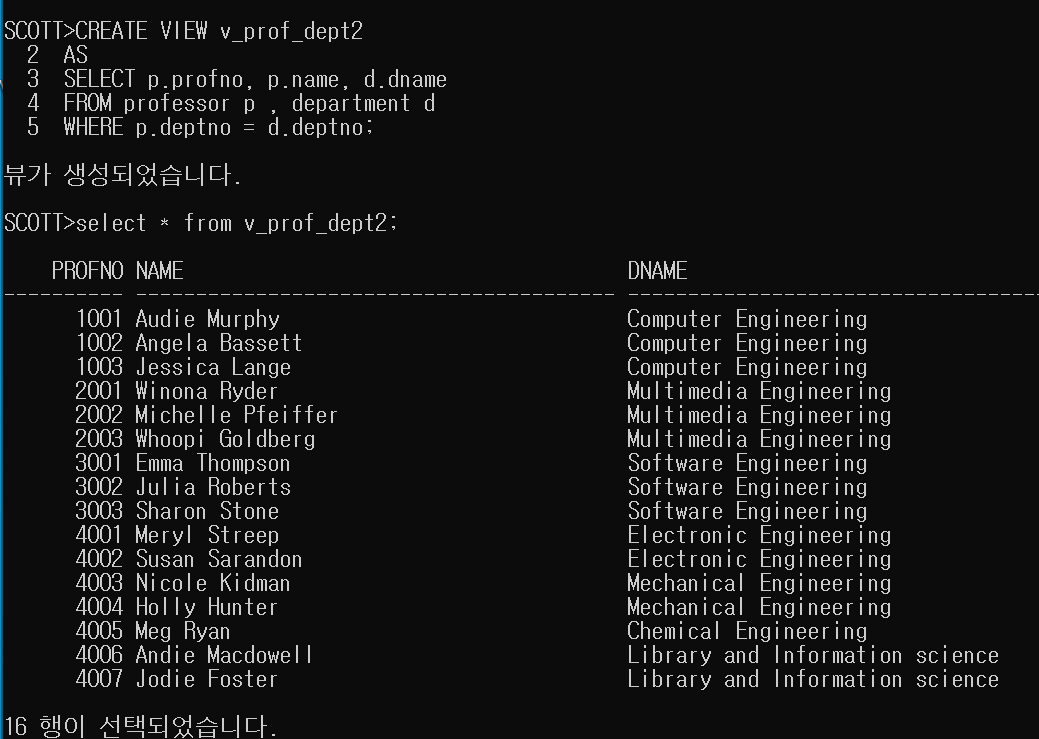 SCOTT>CREATE VIEW v_prof_dept2
2 AS
3 SELECT p.profno, p.name, d.dname
4 FROM professor p , department d
5 WHERE p.deptno = d.deptno;
뷰가 생성되었습니다.
SCOTT>select * from v_prof_dept2;
PROFNO NAME DNAME
---------- ---------------------------------------- -----------------------------------
1001 Audie Murphy Computer Engineering
1002 Angela Bassett Computer Engineering
1003 Jessica Lange Computer Engineering
2001 Winona Ryder Multimedia Engineering
2002 Michelle Pfeiffer Multimedia Engineering
2003 Whoopi Goldberg Multimedia Engineering
3001 Emma Thompson Software Engineering
3002 Julia Roberts Software Engineering
3003 Sharon Stone Software Engineering
4001 Meryl Streep Electronic Engineering
4002 Susan Sarandon Electronic Engineering
4003 Nicole Kidman Mechanical Engineering
4004 Holly Hunter Mechanical Engineering
4005 Meg Ryan Chemical Engineering
4006 Andie Macdowell Library and Information science
4007 Jodie Foster Library and Information science
16 행이 선택되었습니다.